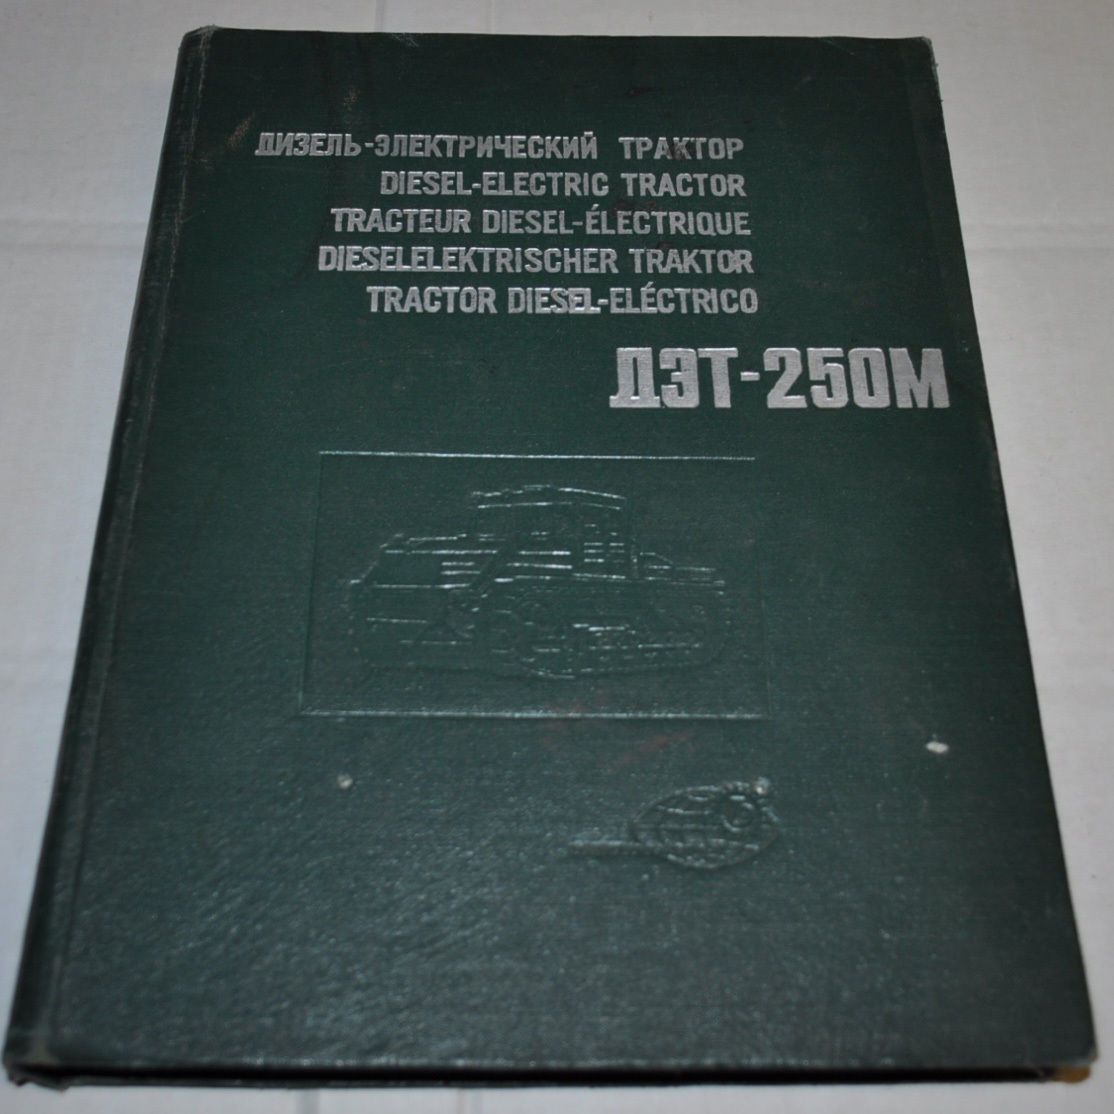 ДИЗЕЛЬ-ЭЛЕКТРИЧЕСКИЙ ТРАКТОР
DIESEL-ELECTRIC TRACTOR
TRACTEUR DIESEL-ÉLECTRIQUE
DIESELELEKTRISCHER TRAKTOR
TRACTOR DIESEL-ELÉCTRICO
ДЭТ-250М